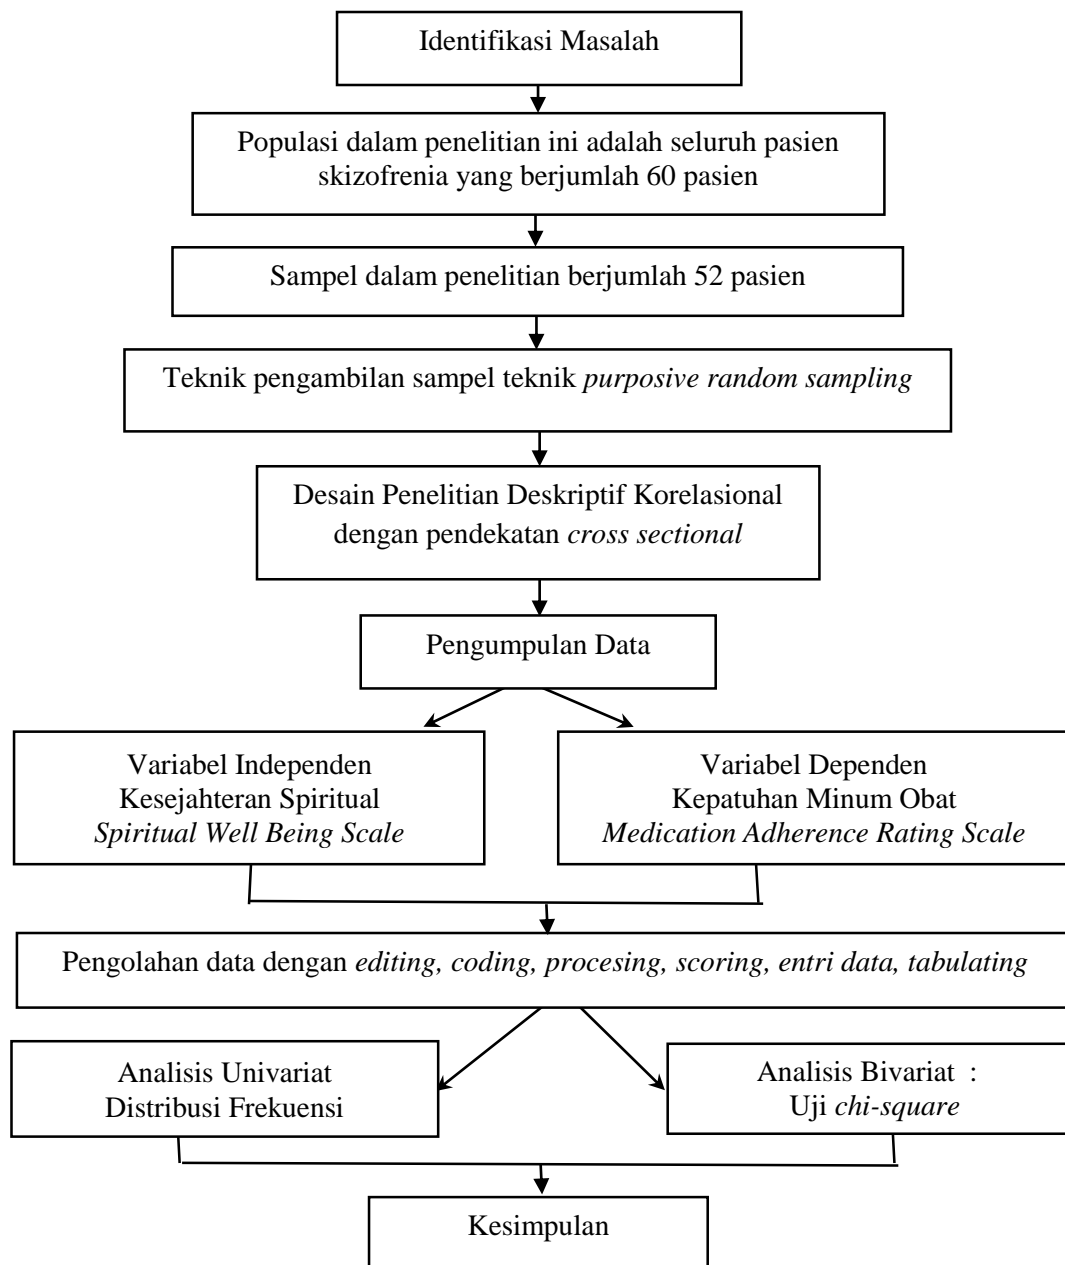 Identifikasi Masalah
Populasi dalam penelitian ini adalah seluruh pasien
skizofrenia yang berjumlah 60 pasien
Sampel dalam penelitian berjumlah 52 pasien
Teknik pengambilan sampel teknik purposive random sampling
Desain Penelitian Deskriptif Korelasional
dengan pendekatan cross sectional
Pengumpulan Data
Variabel Independen
Kesejahteran Spiritual
Spiritual Well Being Scale
Variabel Dependen
Kepatuhan Minum Obat
Medication Adherence Rating Scale
Pengolahan data dengan editing, coding, procesing, scoring, entri data, tabulating
Analisis Univariat
Distribusi Frekuensi
Analisis Bivariat :
Uji chi-square
Kesimpulan